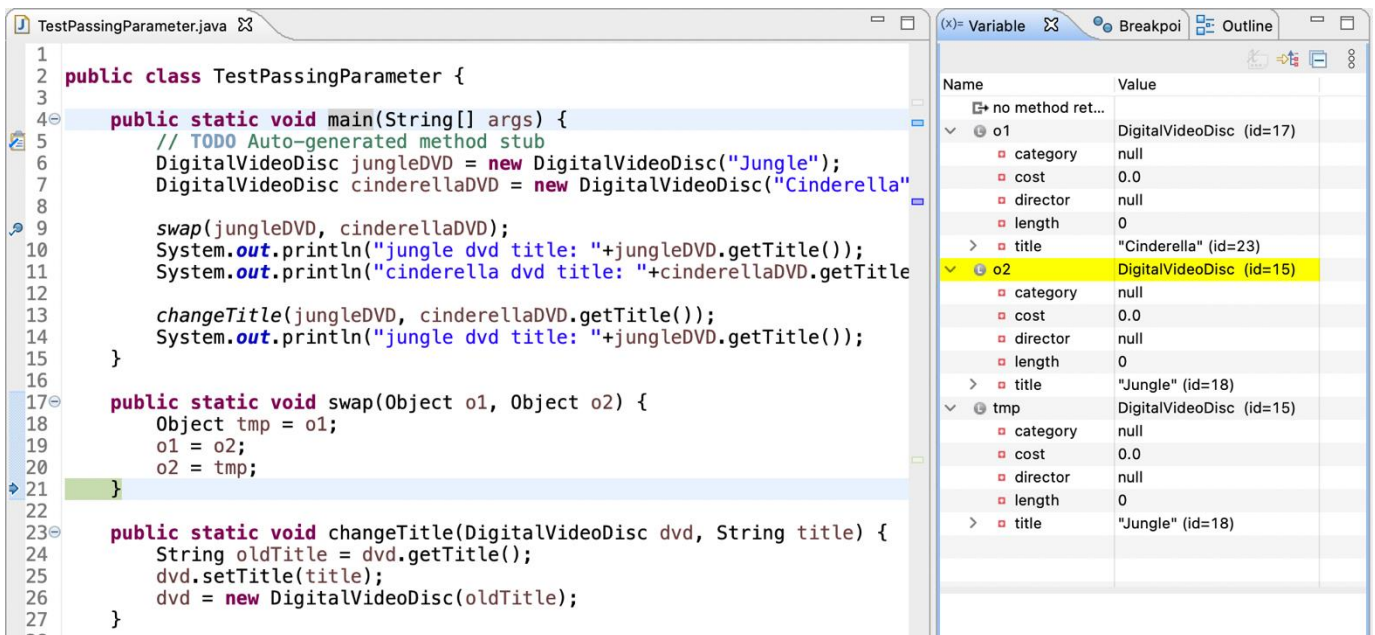 TestPassingParameter.java
1
2 public class TestPassingParameter {
3
4 public static void main(String[] args) {
5 // TODO Auto-generated method stub
6 DigitalVideoDisc jungleDVD = new DigitalVideoDisc("Jungle");
7 DigitalVideoDisc cinderellaDVD = new DigitalVideoDisc("Cinderella"
8
9 swap(jungleDVD, cinderellaDVD);
10 System.out.println("jungle dvd title: "+jungleDVD.getTitle());
11 System.out.println("cinderella dvd title: "+cinderellaDVD.getTitle
12
13 changeTitle(jungleDVD, cinderellaDVD.getTitle());
14 System.out.println("jungle dvd title: "+jungleDVD.getTitle());
15 }
16
17 public static void swap(Object o1, Object o2) {
18 Object tmp = o1;
19 o1 = o2;
20 o2 = tmp;
21 }
22
23 public static void changeTitle(DigitalVideoDisc dvd, String title) {
24 String oldTitle = dvd.getTitle();
25 dvd.setTitle(title);
26 dvd = new DigitalVideoDisc(oldTitle);
27 }
(x)= Variable Breakpoi Outline
Name Value
no method ret...
o1 DigitalVideoDisc (id=17)
category null
cost 0.0
director null
length 0
title "Cinderella" (id=23)
o2 DigitalVideoDisc (id=15)
category null
cost 0.0
director null
length 0
title "Jungle" (id=18)
tmp DigitalVideoDisc (id=15)
category null
cost 0.0
director null
length 0
title "Jungle" (id=18)